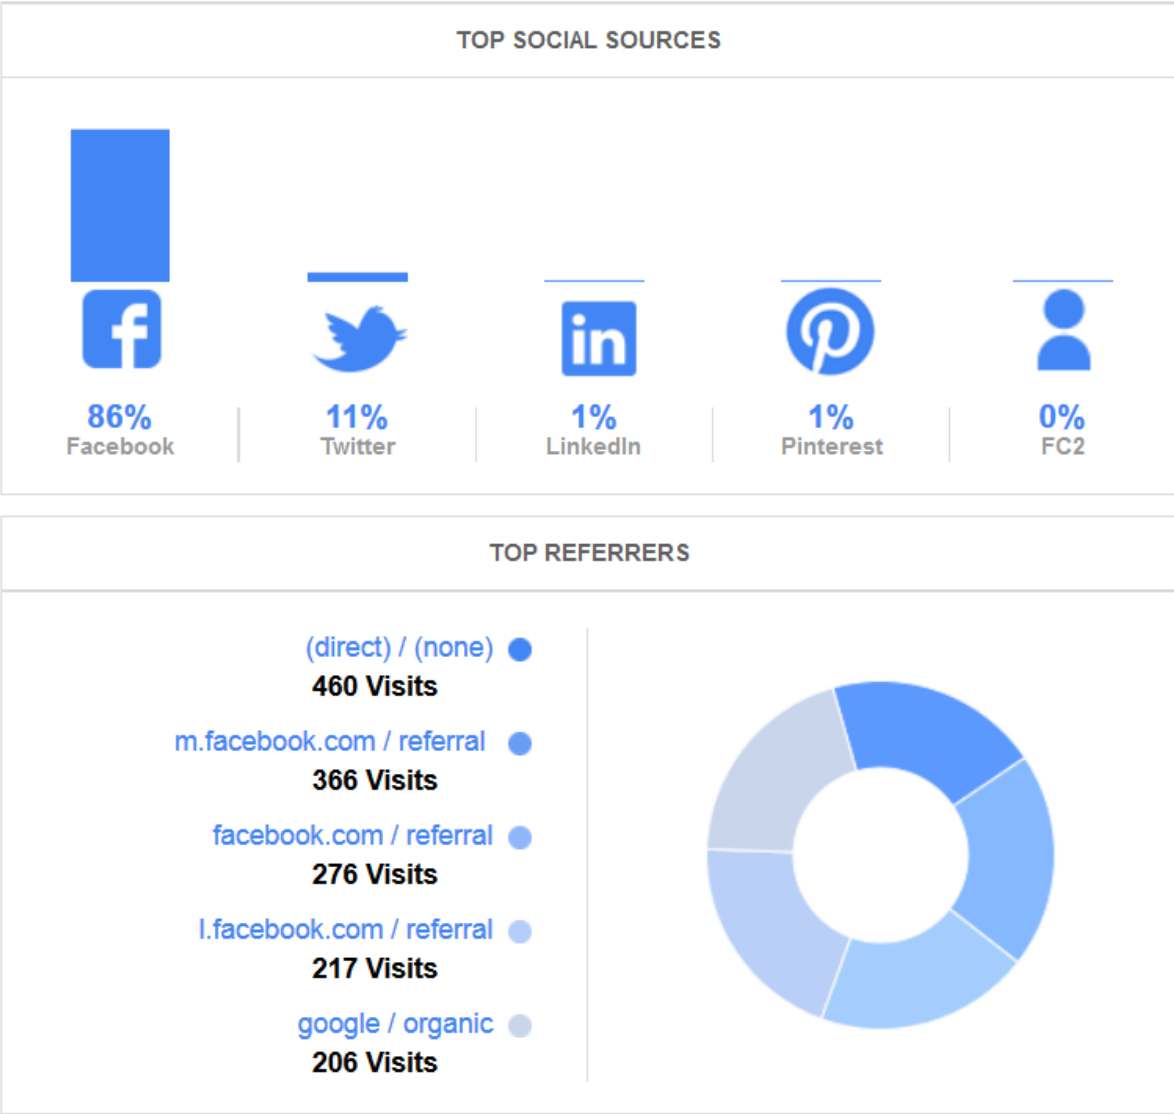 TOP SOCIAL SOURCES
86% 11% 1% 1% 0%
Facebook Twitter LinkedIn Pinterest FC2
TOP REFERRERS
(direct) / (none)
460 Visits
m.facebook.com / referral
366 Visits
facebook.com / referral
276 Visits
l.facebook.com / referral
217 Visits
google / organic
206 Visits